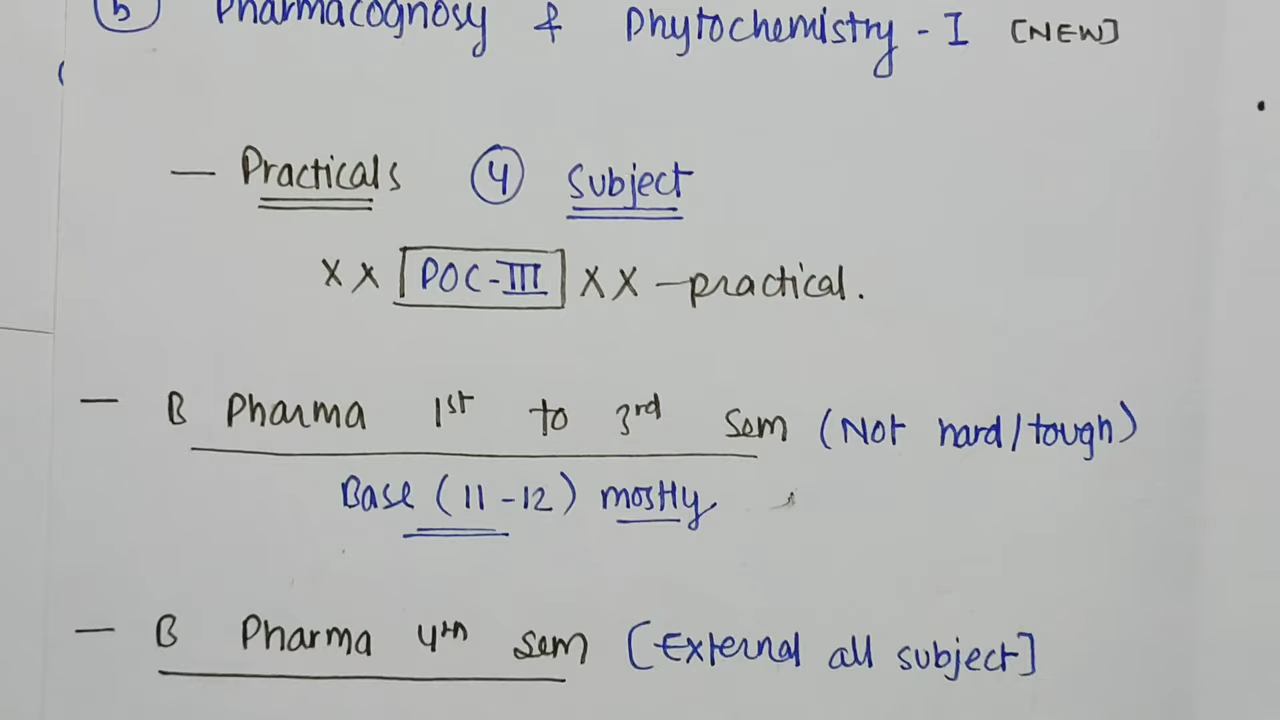 5 Pharmacognosy & Phytochemistry - I [NEW]
— Practicals 4 Subject
X X POC-III X X — practical.
— B Pharma 1st to 3rd Sem (Not hard/tough)
Base (11-12) mostly
— B Pharma 4th sem [External all subject]